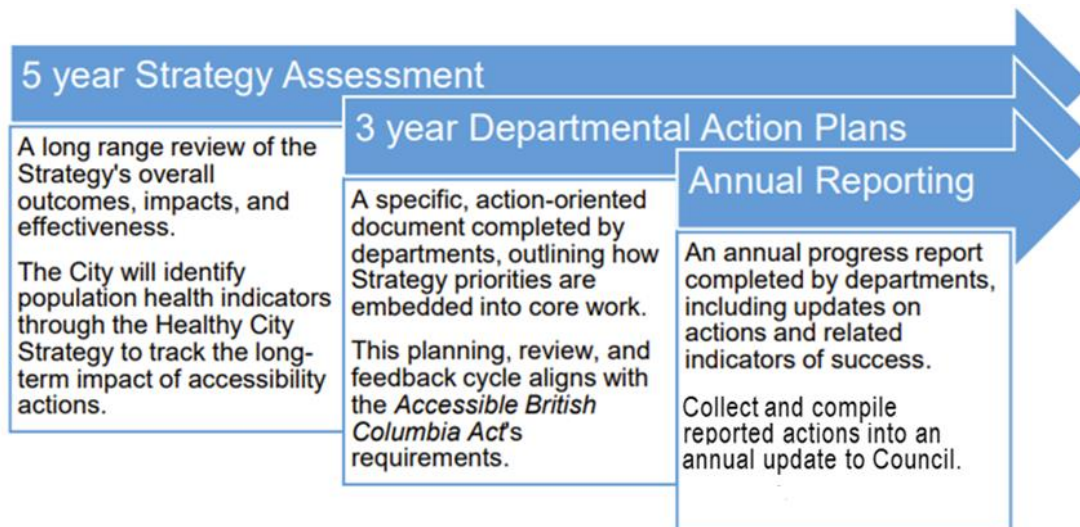 5 year Strategy Assessment
A long range review of the
Strategy's overall
outcomes, impacts, and
effectiveness.
The City will identify
population health indicators
through the Healthy City
Strategy to track the long-
term impact of accessibility
actions.
3 year Departmental Action Plans
A specific, action-oriented
document completed by
departments, outlining how
Strategy priorities are
embedded into core work.
This planning, review, and
feedback cycle aligns with
the Accessible British
Columbia Act's
requirements.
Annual Reporting
An annual progress report
completed by departments,
including updates on
actions and related
indicators of success.
Collect and compile
reported actions into an
annual update to Council.